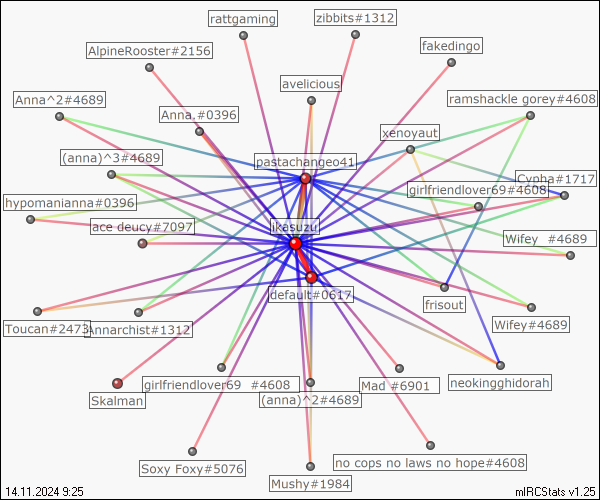 rattgaming
zibbits#1312
fakedingo
AlpineRooster#2156
avelicious
Anna^2#4689
Anna.#0396
ramshackle gorey#4608
xenoyaut
(anna)^3#4689
pastachangeo41
Cypha#1717
girlfriendlover69#4608
hypomanianna#0396
ace deucy#7097
ikasuzu
Wifey #4689
default#0617
frisout
Toucan#2473
Annarchist#1312
Wifey#4689
girlfriendlover69 #4608
Mad #6901
neokingghidorah
Skalman
(anna)^2#4689
Soxy Foxy#5076
no cops no laws no hope#4608
Mushy#1984
14.11.2024 9:25
mIRCStats v1.25